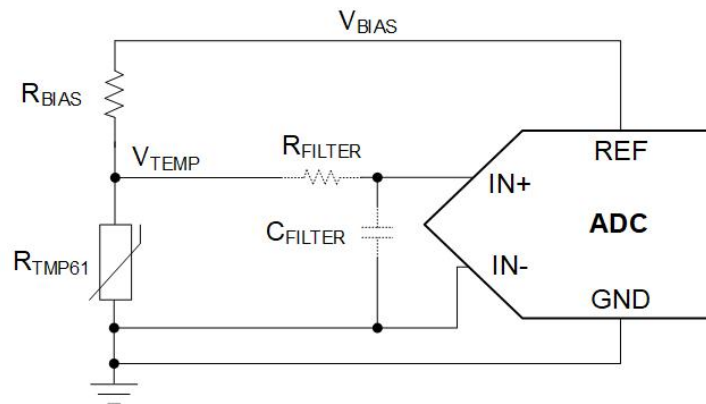 VBIAS
RBIAS
VTEMP
RFILTER
REF
IN+
ADC
CFILTER
RTMP61
IN-
GND